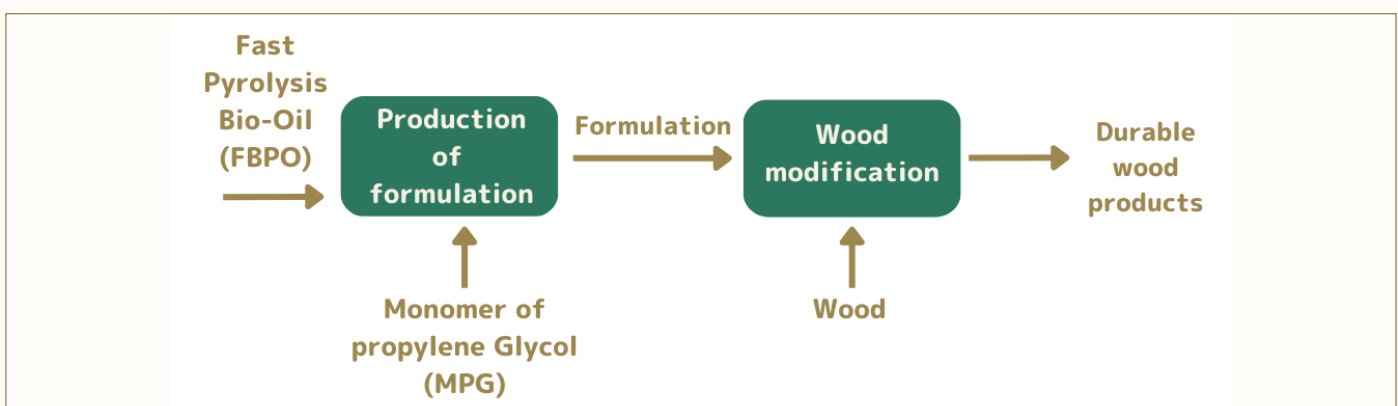 Fast
Pyrolysis
Bio-Oil
(FBPO)
Production
of
formulation
Formulation
Wood
modification
Durable
wood
products
Monomer of
propylene Glycol
(MPG)
Wood